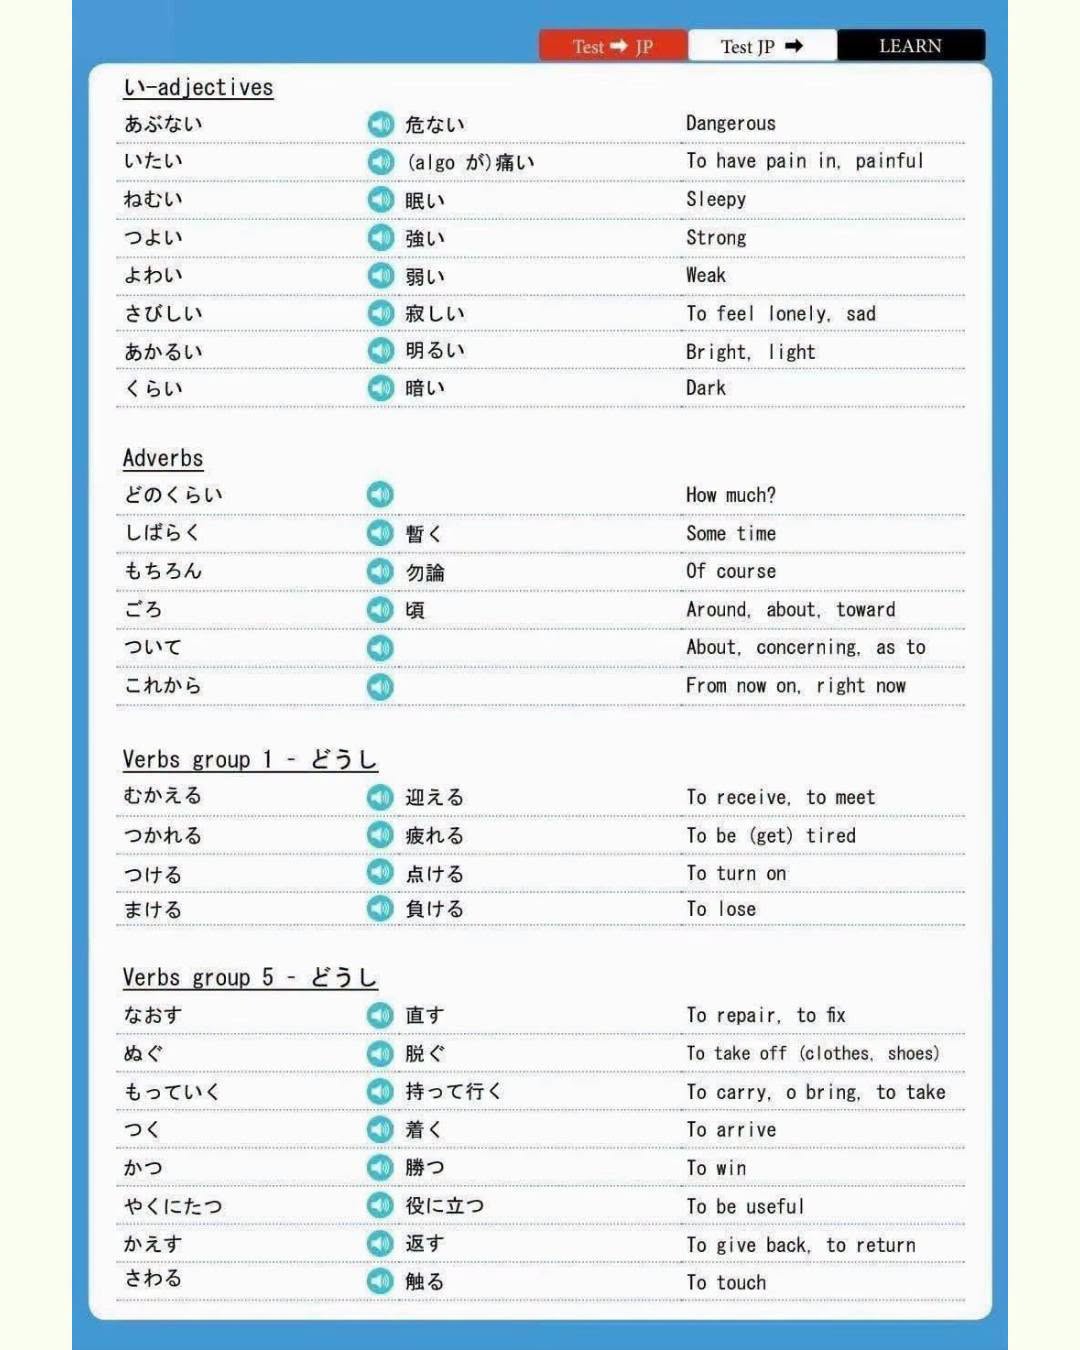 Test ➡ JP
Test JP ➡
LEARN
い-adjectives
あぶない 危ない Dangerous
いたい (algo が)痛い To have pain in, painful
ねむい 眠い Sleepy
つよい 強い Strong
よわい 弱い Weak
さびしい 寂しい To feel lonely, sad
あかるい 明るい Bright, light
くらい 暗い Dark
Adverbs
どのくらい How much?
しばらく 暫く Some time
もちろん 勿論 Of course
ごろ 頃 Around, about, toward
ついて About, concerning, as to
これから From now on, right now
Verbs group 1 - どうし
むかえる 迎える To receive, to meet
つかれる 疲れる To be (get) tired
つける 点ける To turn on
まける 負ける To lose
Verbs group 5 - どうし
なおす 直す To repair, to fix
ぬぐ 脱ぐ To take off (clothes, shoes)
もっていく 持って行く To carry, o bring, to take
つく 着く To arrive
かつ 勝つ To win
やくにたつ 役に立つ To be useful
かえす 返す To give back, to return
さわる 触る To touch